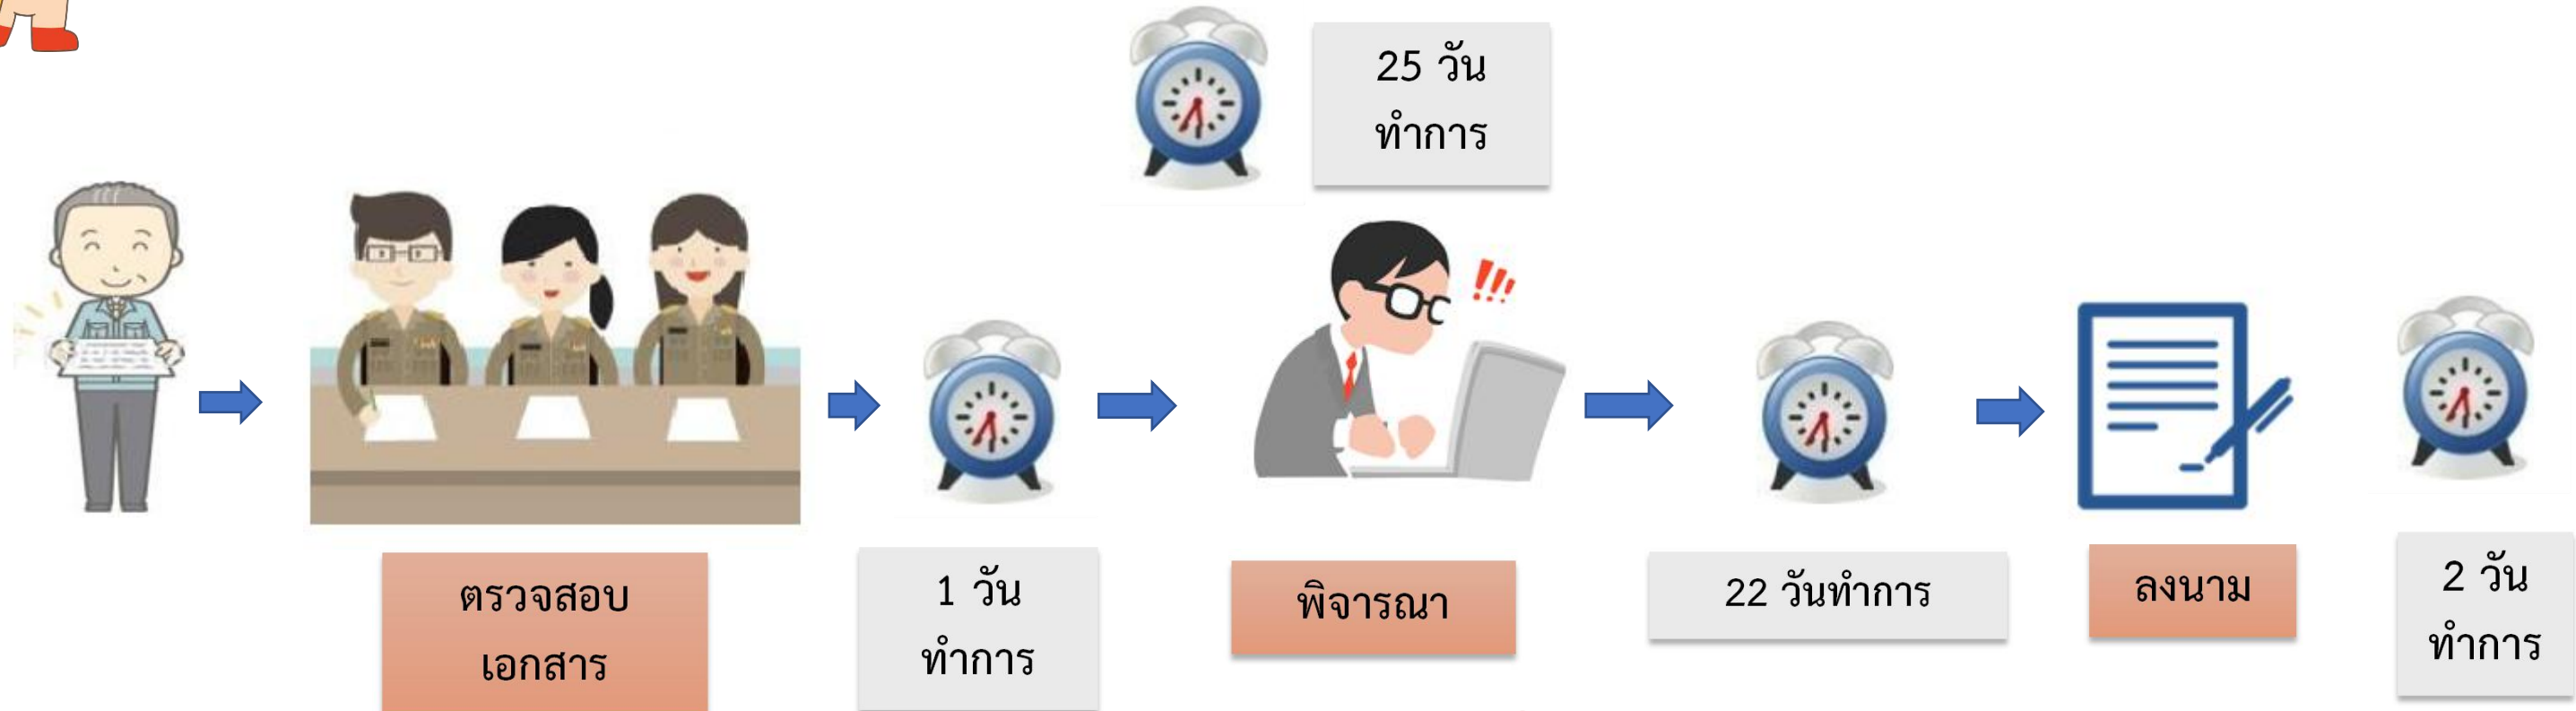 25 วัน
ทำการ
ตรวจสอบ
เอกสาร
1 วัน
ทำการ
พิจารณา
22 วันทำการ
ลงนาม
2 วัน
ทำการ